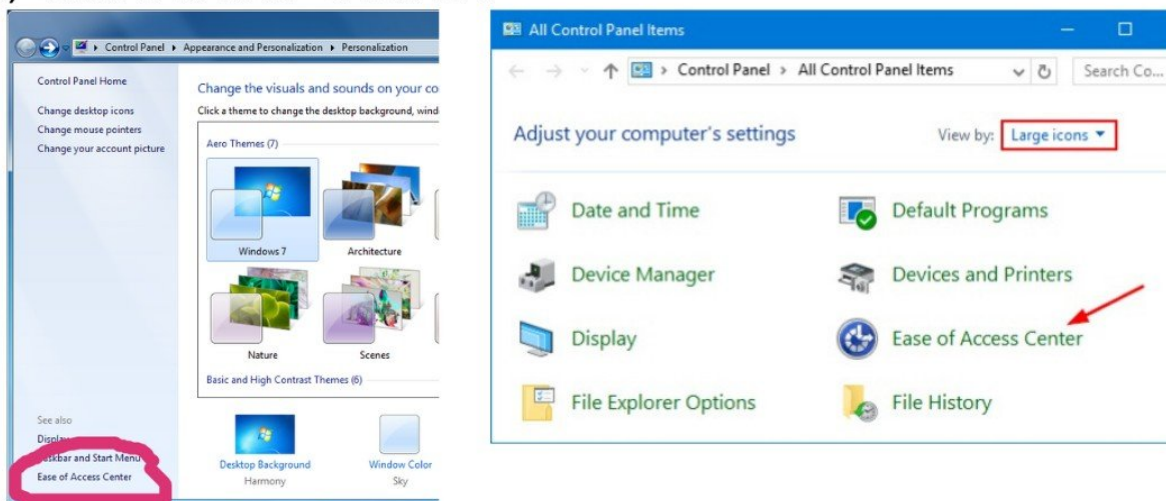 Control Panel ▸ Appearance and Personalization ▸ Personalization
Control Panel Home
Change desktop icons
Change mouse pointers
Change your account picture
Change the visuals and sounds on your co
Click a theme to change the desktop background, wind
Aero Themes (7)
Windows 7
Architecture
Nature
Scenes
Basic and High Contrast Themes (6)
See also
Display
Taskbar and Start Menu
Ease of Access Center
Desktop Background
Harmony
Window Color
Sky
All Control Panel Items
Control Panel > All Control Panel Items
Search Co...
Adjust your computer's settings
View by: Large icons
Date and Time
Default Programs
Device Manager
Devices and Printers
Display
Ease of Access Center
File Explorer Options
File History